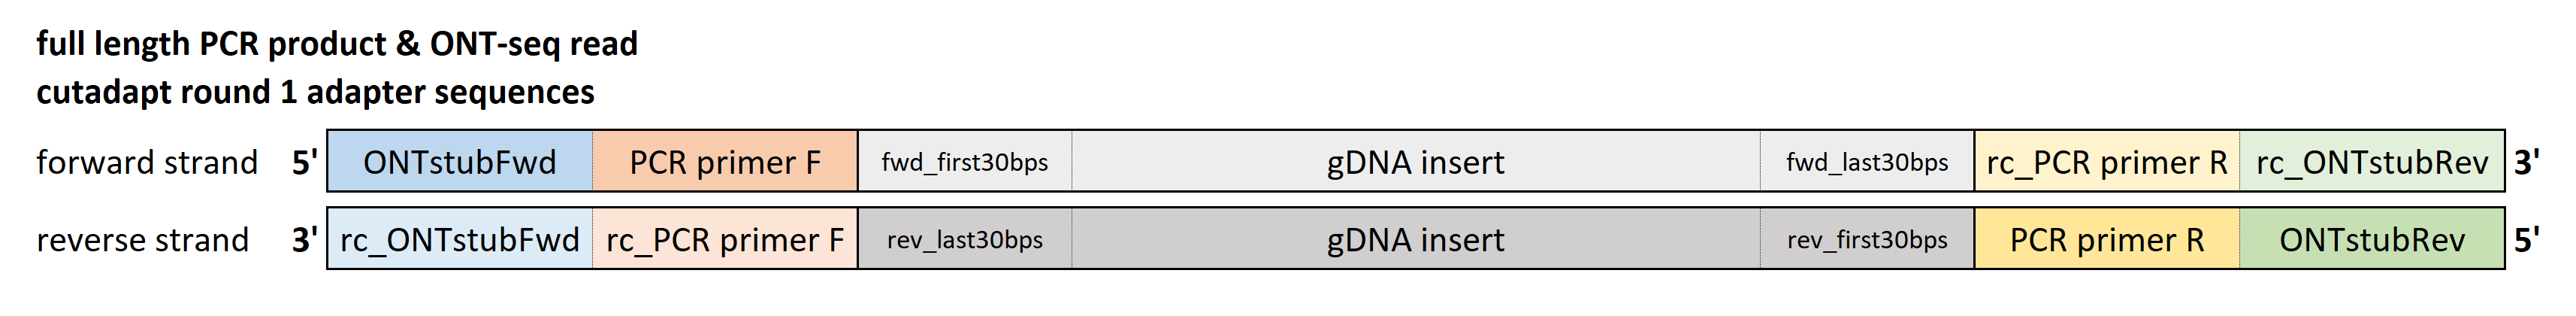 full length PCR product & ONT-seq read
cutadapt round 1 adapter sequences
forward strand 5' ONTstubFwd PCR primer F fwd_first30bps gDNA insert fwd_last30bps rc_PCR primer R rc_ONTstubRev 3'
reverse strand 3' rc_ONTstubFwd rc_PCR primer F rev_last30bps gDNA insert rev_first30bps PCR primer R ONTstubRev 5'